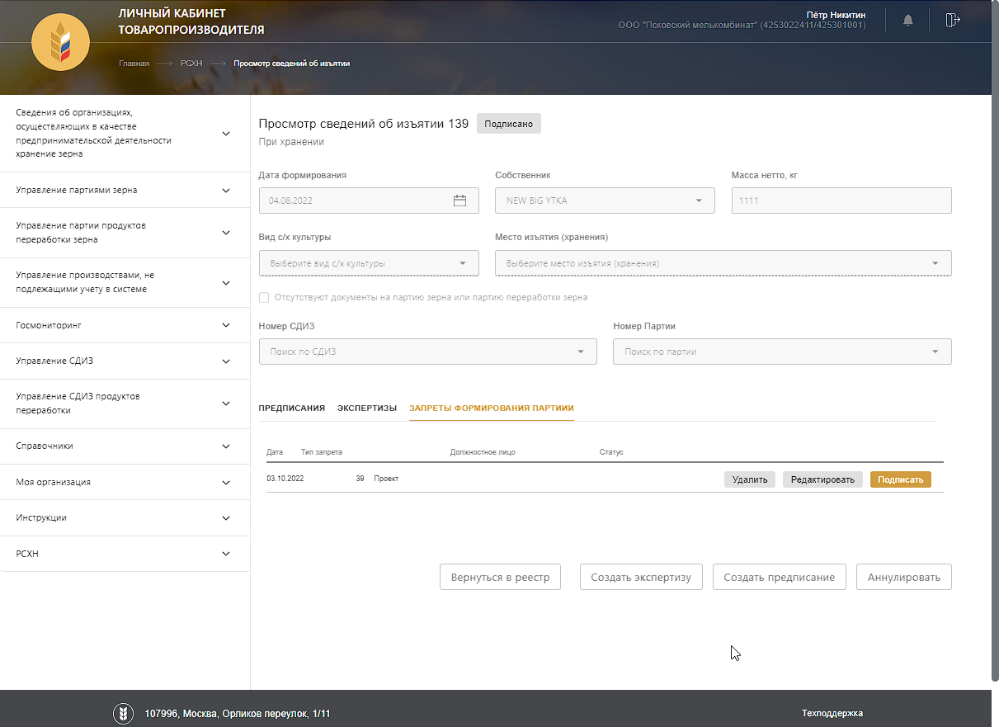 ЛИЧНЫЙ КАБИНЕТ
ТОВАРОПРОИЗВОДИТЕЛЯ
Пётр Никитин
ООО "Псковский мелькомбинат" (4253022411/425301001)
Главная РСХН Просмотр сведений об изъятии
Сведения об организациях,
осуществляющих в качестве
предпринимательской деятельности
хранение зерна
Управление партиями зерна
Управление партии продуктов
переработки зерна
Управление производствами, не
подлежащими учету в системе
Госмониторинг
Управление СДИЗ
Управление СДИЗ продуктов
переработки
Справочники
Моя организация
Инструкции
РСХН
Просмотр сведений об изъятии 139 Подписано
При хранении
Дата формирования Собственник Масса нетто, кг
04.08.2022 NEW BIG YTKA 1111
Вид с/х культуры Место изъятия (хранения)
Выберите вид с/х культуры Выберите место изъятия (хранения)
Отсутствуют документы на партию зерна или партию переработки зерна
Номер СДИЗ Номер Партии
Поиск по СДИЗ Поиск по партии
ПРЕДПИСАНИЯ ЭКСПЕРТИЗЫ ЗАПРЕТЫ ФОРМИРОВАНИЯ ПАРТИИИ
Дата Тип запрета Должностное лицо Статус
03.10.2022 39 Проект Удалить Редактировать Подписать
Вернуться в реестр Создать экспертизу Создать предписание Аннулировать
107996, Москва, Орликов переулок, 1/11 Техподдержка